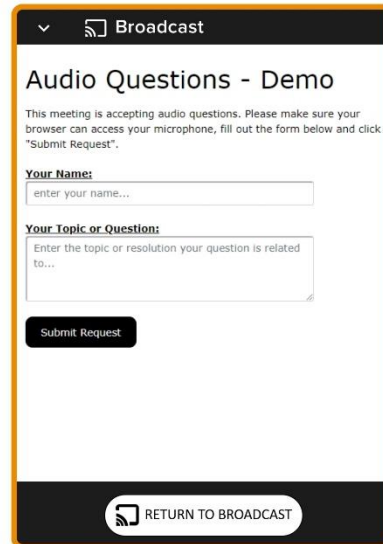 Broadcast
Audio Questions - Demo
This meeting is accepting audio questions. Please make sure your
browser can access your microphone, fill out the form below and click
"Submit Request".
Your Name:
enter your name...
Your Topic or Question:
Enter the topic or resolution your question is related
to...
Submit Request
RETURN TO BROADCAST